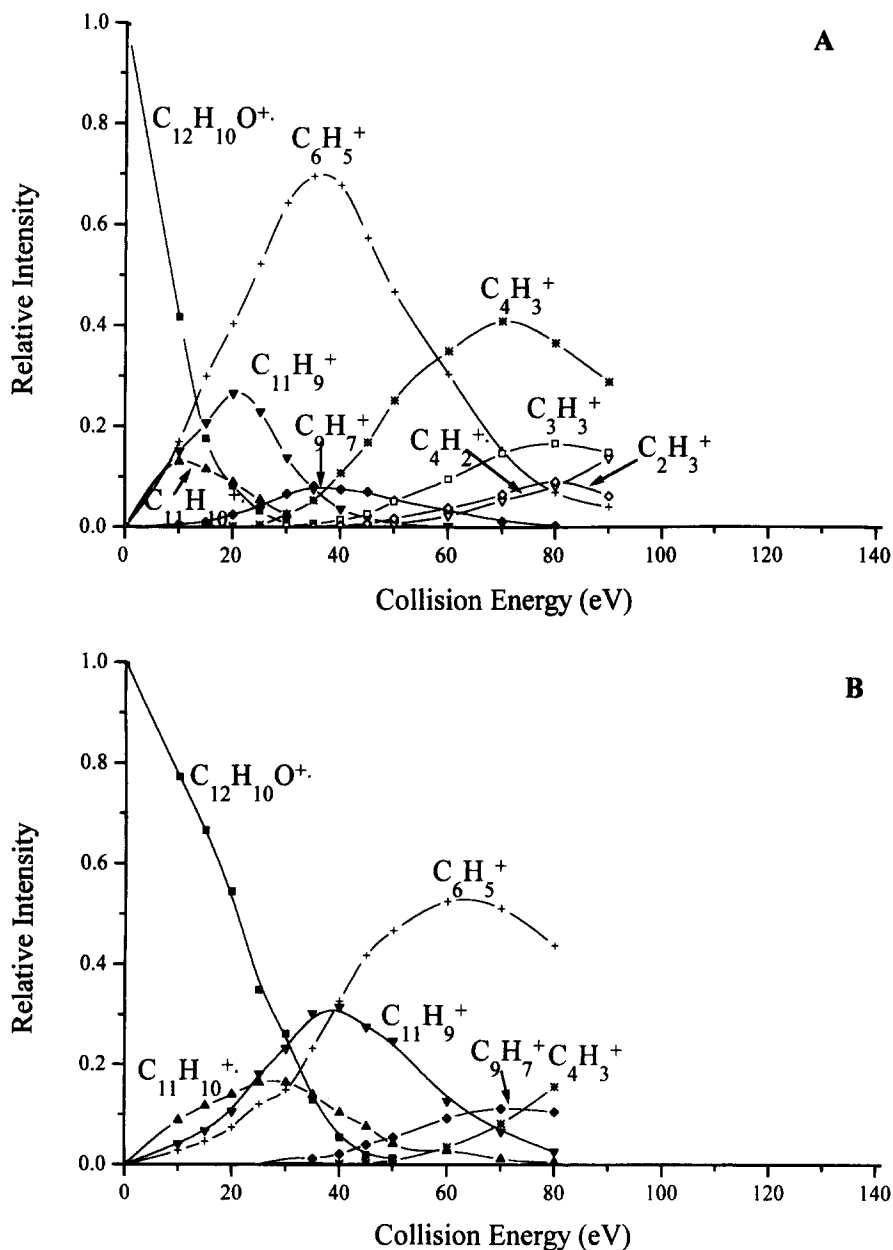 A
1.0
0.8
0.6
0.4
0.2
0.0
Relative Intensity
C12H10O+.
C6H5+
C4H3+
C11H9+
C9H7+
C3H3+
C4H2+.
C2H3+
C11H10+.
0 20 40 60 80 100 120 140
Collision Energy (eV)
B
1.0
0.8
0.6
0.4
0.2
0.0
Relative Intensity
C12H10O+.
C6H5+
C11H9+
C9H7+ C4H3+
C11H10+.
0 20 40 60 80 100 120 140
Collision Energy (eV)